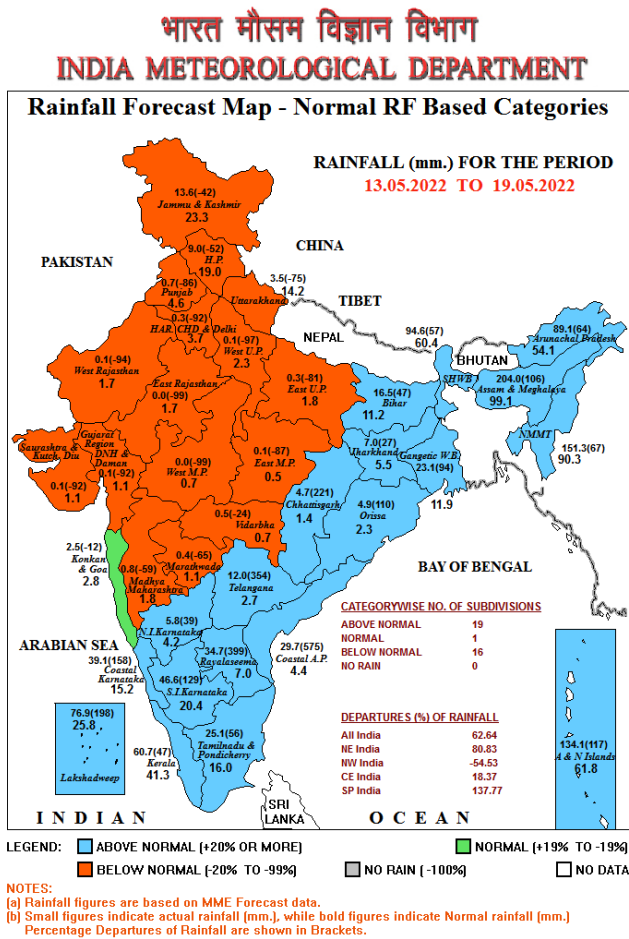 भारत मौसम विज्ञान विभाग
INDIA METEOROLOGICAL DEPARTMENT
Rainfall Forecast Map - Normal RF Based Categories
RAINFALL (mm.) FOR THE PERIOD
13.05.2022 TO 19.05.2022
13.6(-42)
Jammu & Kashmir
23.3
CHINA
PAKISTAN
9.0(-52)
H.P.
19.0
3.5(-75)
14.2
0.7(-86)
Punjab
4.6
Uttarakhand
TIBET
0.3(-92)
HAR. CHD & Delhi
3.7
NEPAL
0.1(-97)
West U.P.
2.3
94.6(57)
60.4
BHUTAN
89.1(64)
Arunachal Pradesh
54.1
0.1(-94)
West Rajasthan
1.7
East Rajasthan
0.0(-99)
1.7
0.3(-81)
East U.P.
1.8
SHWB
204.0(106)
Assam & Meghalaya
99.1
16.5(47)
Bihar
11.2
NMMT
151.3(67)
90.3
Saurashtra &
Kutch, Diu
0.1(-92)
1.1
Gujarat
Region
DNH &
Daman
0.1(-92)
1.1
0.0(-99)
West M.P.
0.7
0.1(-87)
East M.P.
0.5
7.0(27)
Jharkhand
5.5
Gangetic W.B.
23.1(94)
11.9
4.7(221)
Chhattisgarh
1.4
4.9(110)
Orissa
2.3
0.5(-24)
Vidarbha
0.7
2.5(-12)
Konkan
& Goa
2.8
0.8(-59)
Madhya
Maharashtra
1.8
0.4(-65)
Marathwada
1.1
12.0(354)
Telangana
2.7
BAY OF BENGAL
5.8(39)
N.I.Karnataka
4.2
ARABIAN SEA
39.1(158)
Coastal
Karnataka
15.2
34.7(399)
Rayalaseema
7.0
29.7(575)
Coastal A.P.
4.4
46.6(129)
S.I.Karnataka
20.4
76.9(198)
25.8
Lakshadweep
60.7(47)
Kerala
41.3
25.1(56)
Tamilnadu &
Pondicherry
16.0
134.1(117)
A & N Islands
61.8
CATEGORYWISE NO. OF SUBDIVISIONS
ABOVE NORMAL 19
NORMAL 1
BELOW NORMAL 16
NO RAIN 0
DEPARTURES (%) OF RAINFALL
All India 62.64
NE India 80.83
NW India -54.53
CE India 18.37
SP India 137.77
SRI
LANKA
INDIAN OCEAN
LEGEND: ABOVE NORMAL (+20% OR MORE) NORMAL (+19% TO -19%)
BELOW NORMAL (-20% TO -99%) NO RAIN ( -100%) NO DATA
NOTES:
(a) Rainfall figures are based on MME Forecast data.
(b) Small figures indicate actual rainfall (mm.), while bold figures indicate Normal rainfall (mm.)
Percentage Departures of Rainfall are shown in Brackets.